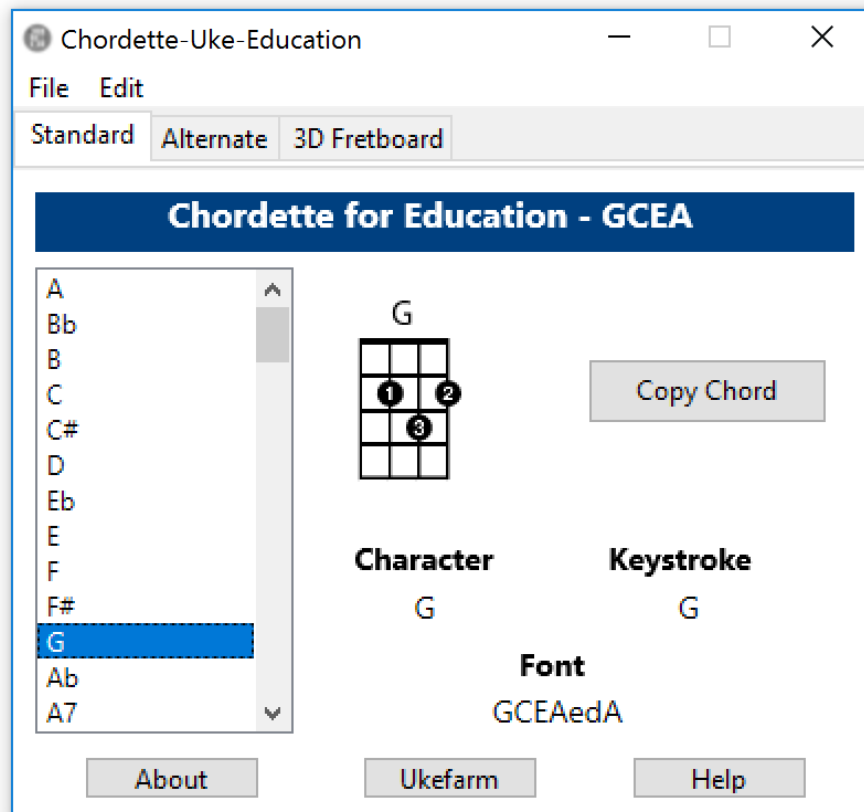 Chordette-Uke-Education
File Edit
Standard Alternate 3D Fretboard
Chordette for Education - GCEA
A
Bb
B
C
C#
D
Eb
E
F
F#
G
Ab
A7
G
1 2
3
Copy Chord
Character Keystroke
G G
Font
GCEAedA
About Ukefarm Help